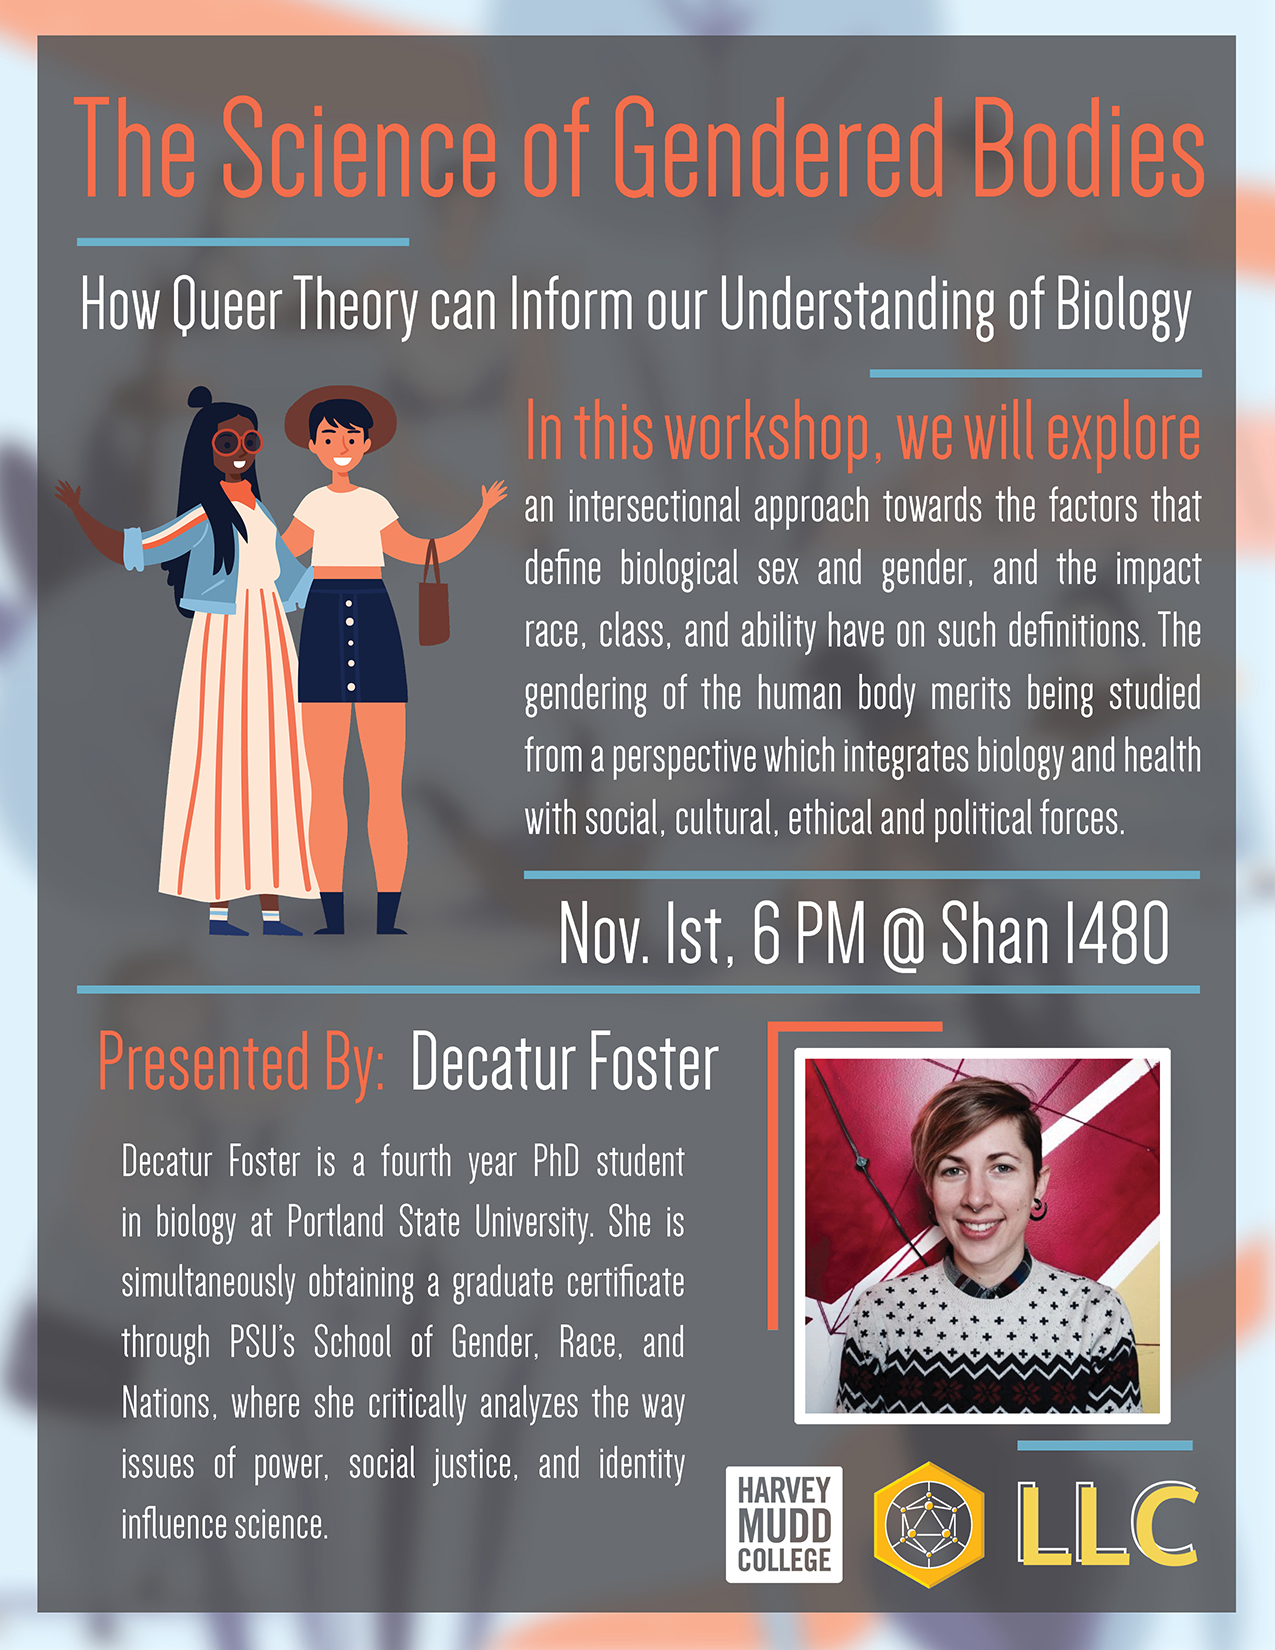 The Science of Gendered Bodies
How Queer Theory can Inform our Understanding of Biology
In this workshop, we will explore
an intersectional approach towards the factors that
define biological sex and gender, and the impact
race, class, and ability have on such definitions. The
gendering of the human body merits being studied
from a perspective which integrates biology and health
with social, cultural, ethical and political forces.
Nov. 1st, 6 PM @ Shan 1480
Presented By: Decatur Foster
Decatur Foster is a fourth year PhD student
in biology at Portland State University. She is
simultaneously obtaining a graduate certificate
through PSU's School of Gender, Race, and
Nations, where she critically analyzes the way
issues of power, social justice, and identity
influence science.
HARVEY
MUDD
COLLEGE
LLC